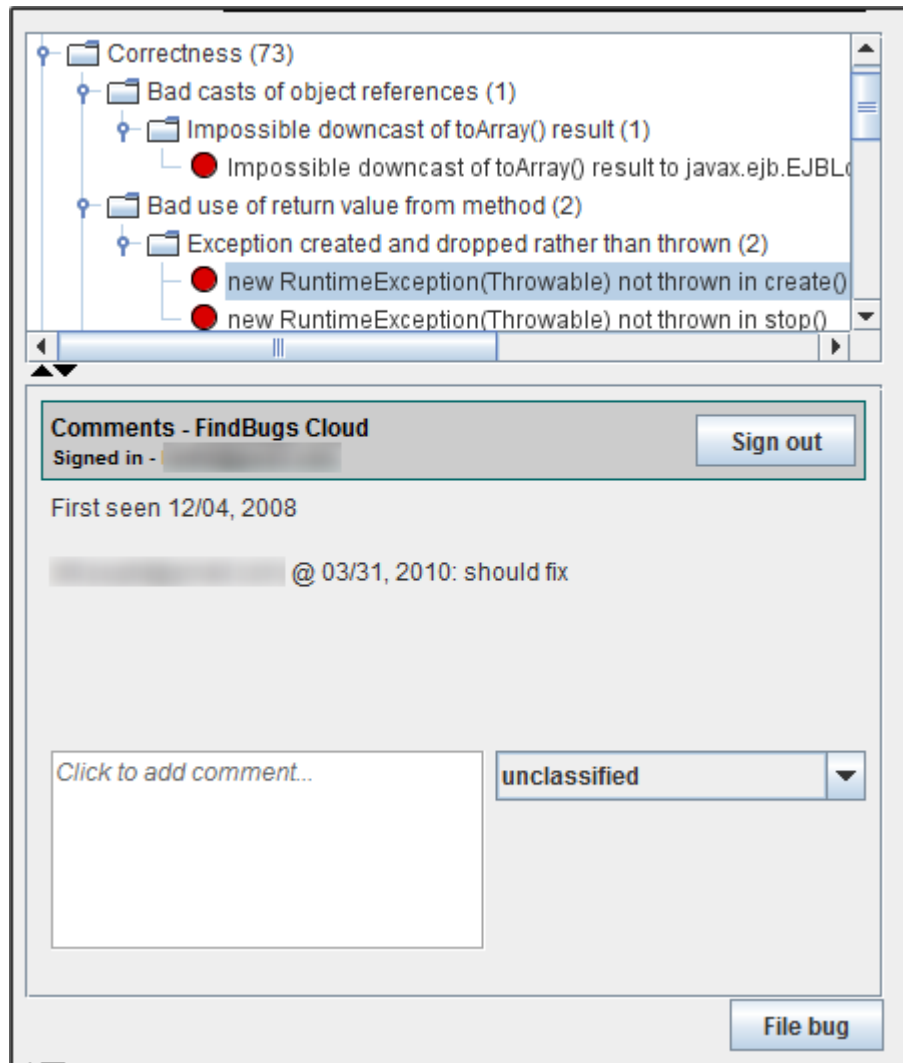 Correctness (73)
Bad casts of object references (1)
Impossible downcast of toArray() result (1)
Impossible downcast of toArray() result to javax.ejb.EJBLo
Bad use of return value from method (2)
Exception created and dropped rather than thrown (2)
new RuntimeException(Throwable) not thrown in create()
new RuntimeException(Throwable) not thrown in stop()
Comments - FindBugs Cloud
Signed in -
Sign out
First seen 12/04, 2008
@ 03/31, 2010: should fix
Click to add comment...
unclassified
File bug